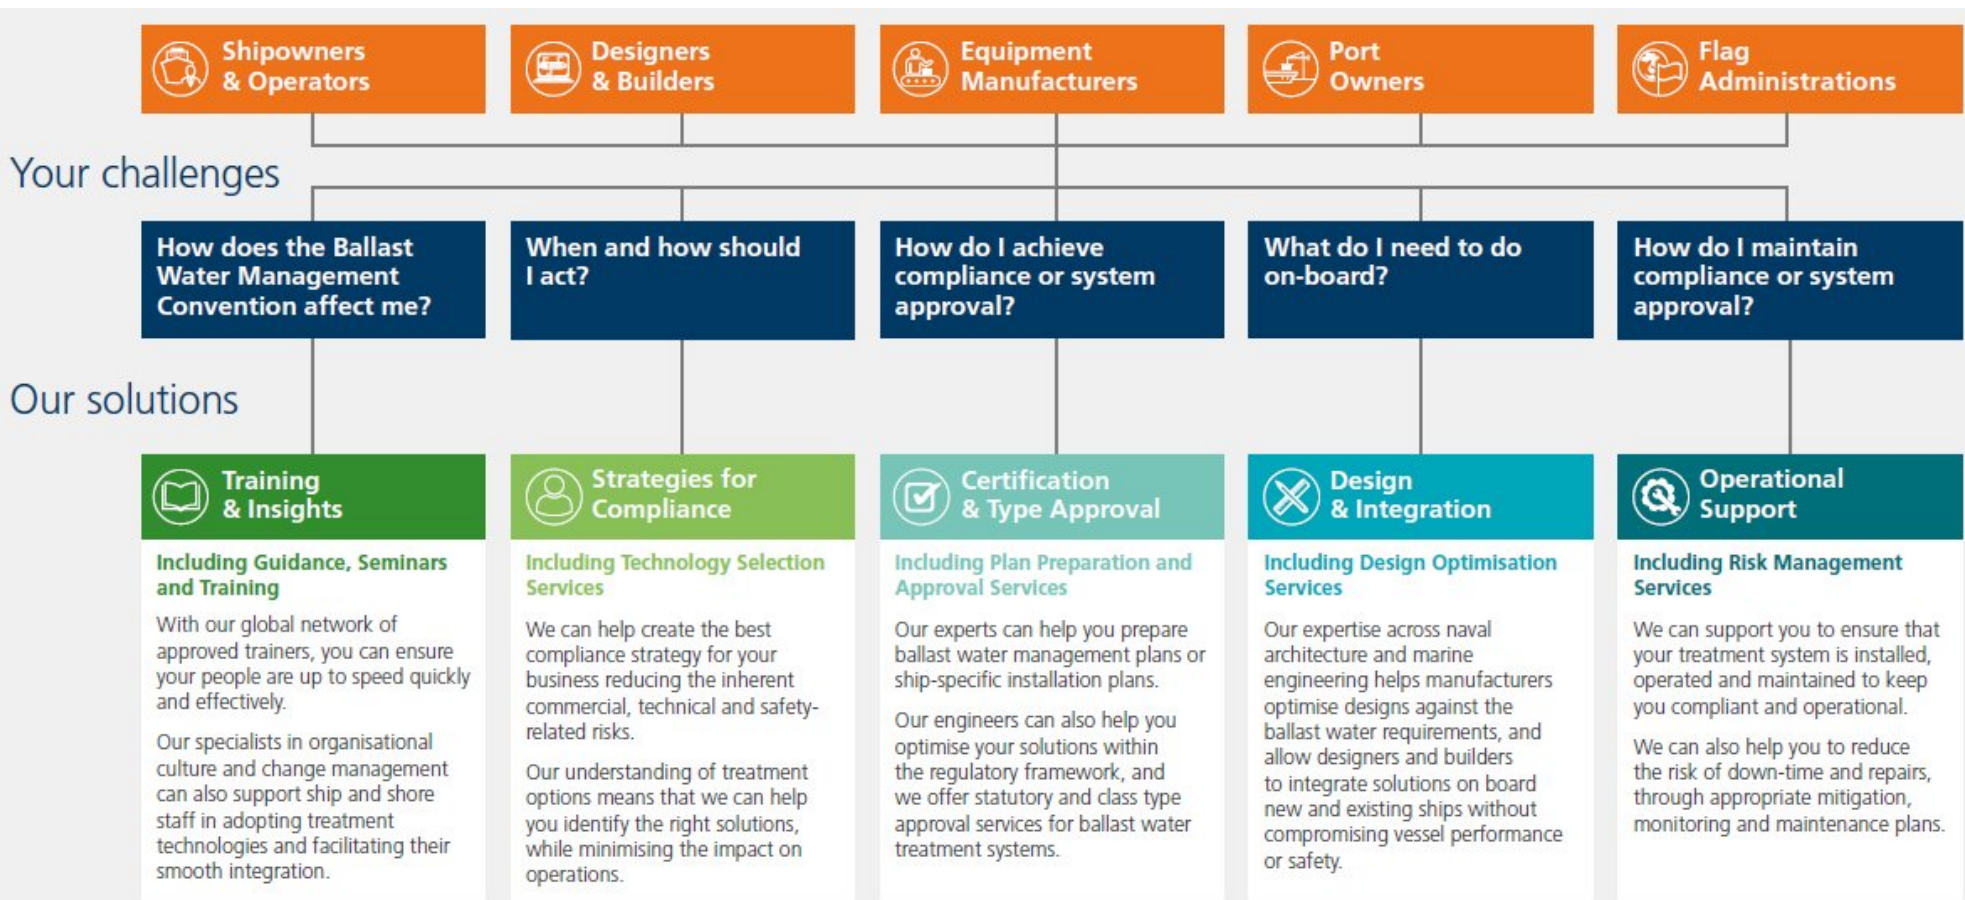 Shipowners
& Operators
Designers
& Builders
Equipment
Manufacturers
Port
Owners
Flag
Administrations
Your challenges
How does the Ballast
Water Management
Convention affect me?
When and how should
I act?
How do I achieve
compliance or system
approval?
What do I need to do
on-board?
How do I maintain
compliance or system
approval?
Our solutions
Training
& Insights
Including Guidance, Seminars
and Training
With our global network of
approved trainers, you can ensure
your people are up to speed quickly
and effectively.
Our specialists in organisational
culture and change management
can also support ship and shore
staff in adopting treatment
technologies and facilitating their
smooth integration.
Strategies for
Compliance
Including Technology Selection
Services
We can help create the best
compliance strategy for your
business reducing the inherent
commercial, technical and safety-
related risks.
Our understanding of treatment
options means that we can help
you identify the right solutions,
while minimising the impact on
operations.
Certification
& Type Approval
Including Plan Preparation and
Approval Services
Our experts can help you prepare
ballast water management plans or
ship-specific installation plans.
Our engineers can also help you
optimise your solutions within
the regulatory framework, and
we offer statutory and class type
approval services for ballast water
treatment systems.
Design
& Integration
Including Design Optimisation
Services
Our expertise across naval
architecture and marine
engineering helps manufacturers
optimise designs against the
ballast water requirements, and
allow designers and builders
to integrate solutions on board
new and existing ships without
compromising vessel performance
or safety.
Operational
Support
Including Risk Management
Services
We can support you to ensure that
your treatment system is installed,
operated and maintained to keep
you compliant and operational.
We can also help you to reduce
the risk of down-time and repairs,
through appropriate mitigation,
monitoring and maintenance plans.